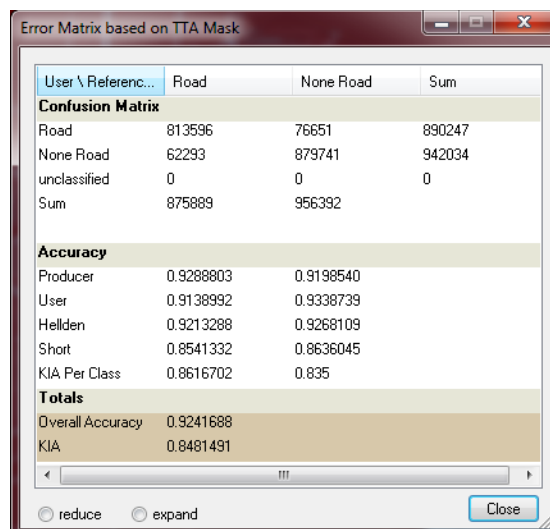 Error Matrix based on TTA Mask
User \ Referenc... Road None Road Sum
Confusion Matrix
Road 813596 76651 890247
None Road 62293 879741 942034
unclassified 0 0 0
Sum 875889 956392
Accuracy
Producer 0.9288803 0.9198540
User 0.9138992 0.9338739
Hellden 0.9213288 0.9268109
Short 0.8541332 0.8636045
KIA Per Class 0.8616702 0.835
Totals
Overall Accuracy 0.9241688
KIA 0.8481491
reduce expand Close